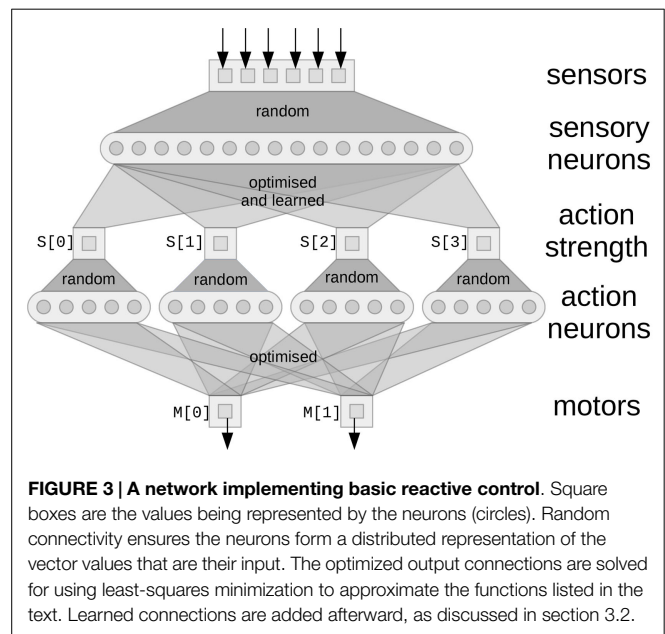 sensors
random
sensory
neurons
optimised
and learned
action
strength
S[0]
S[1]
S[2]
S[3]
random
random
random
random
action
neurons
optimised
M[0]
M[1]
motors
FIGURE 3 | A network implementing basic reactive control. Square
boxes are the values being represented by the neurons (circles). Random
connectivity ensures the neurons form a distributed representation of the
vector values that are their input. The optimized output connections are solved
for using least-squares minimization to approximate the functions listed in the
text. Learned connections are added afterward, as discussed in section 3.2.